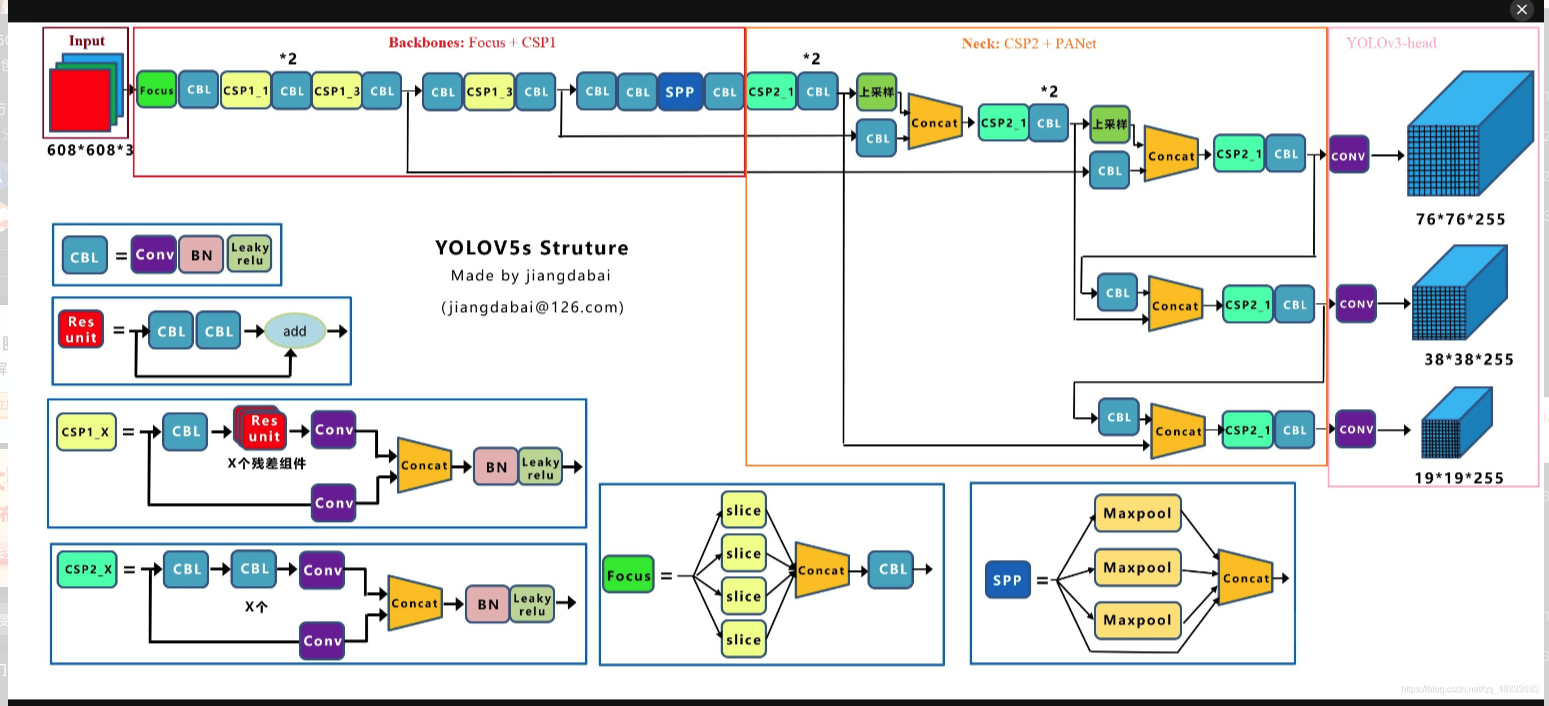 Input
608*608*3
Backbones: Focus + CSP1
*2
Focus CBL CSP1_1 CBL CSP1_3 CBL
CBL CSP1_3 CBL
CBL CBL SPP CBL
Neck: CSP2 + PANet
*2
CSP2_1 CBL
上采样
CBL
Concat
*2
CSP2_1 CBL
上采样
CBL
Concat
CSP2_1 CBL
CBL
Concat
CSP2_1 CBL
CBL
Concat
CSP2_1 CBL
YOLOv3-head
CONV
76*76*255
CONV
38*38*255
CONV
19*19*255
YOLOV5s Struture
Made by jiangdabai
(jiangdabai@126.com)
CBL = Conv BN Leaky
relu
Res
unit = CBL CBL add
CSP1_X = CBL Res
unit Conv
X个残差组件
Conv
Concat BN Leaky
relu
CSP2_X = CBL CBL Conv
X个
Conv
Concat BN Leaky
relu
Focus =
slice
slice
slice
slice
Concat CBL
SPP =
Maxpool
Maxpool
Maxpool
Concat